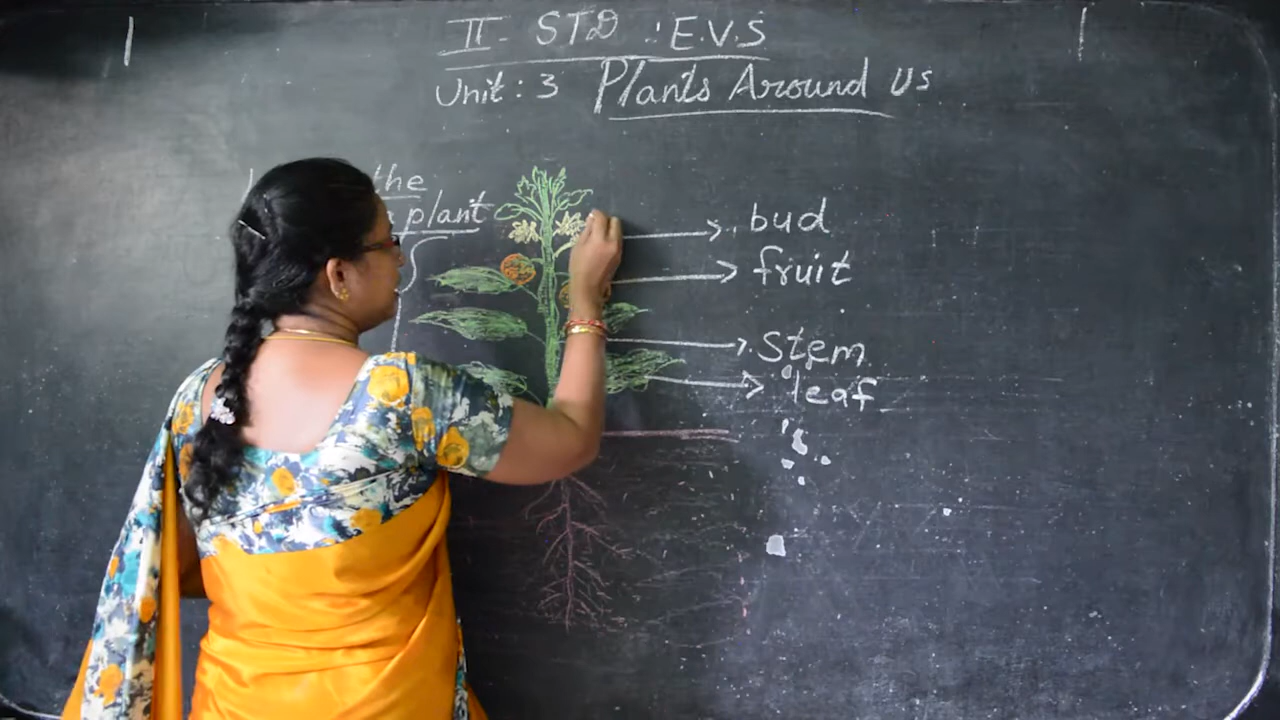 II - STD : E.V.S
Unit : 3 Plants Around Us
the
plant
bud
fruit
Stem
leaf